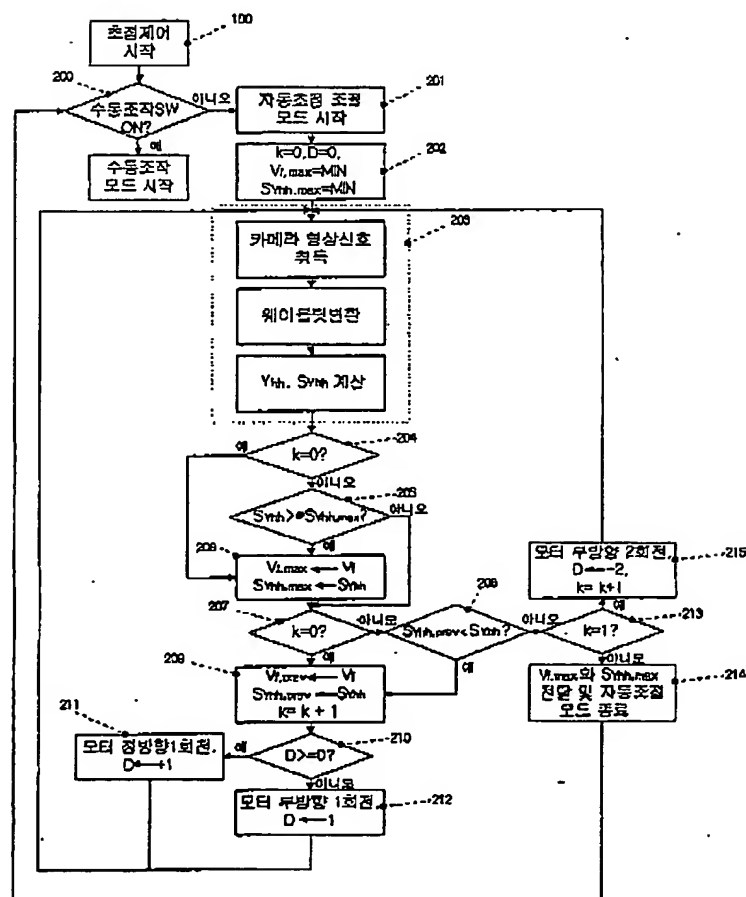 초점제어
시작
100
200
수동조작SW
ON?
아니오
예
수동조작
모드 시작
자동초점 조정
모드 시작
201
k=0,D=0,
Vf,max=MIN
SYhh,max=MIN
202
203
카메라 영상신호
취득
웨이블릿변환
Yhh, SYhh 계산
예
204
k=0?
아니오
205
SYhh>=SYhh,max?
아니오
예
206
Vf,max ← Vf
SYhh,max ← SYhh
207
k=0?
아니오
예
208
SYhh,prev<SYhh?
아니오
예
모터 부방향 2회전,
D ← -2,
k= k+1
215
예
213
k=1?
아니오
Vf,max와 SYhh,max
전달 및 자동초점
모드 종료
214
209
Vf,prev ← Vf
SYhh,prev ← SYhh
k= k + 1
210
D>=0?
예
아니오
211
모터 정방향1회전,
D ← +1
모터 부방향 1회전
D ← 1
212